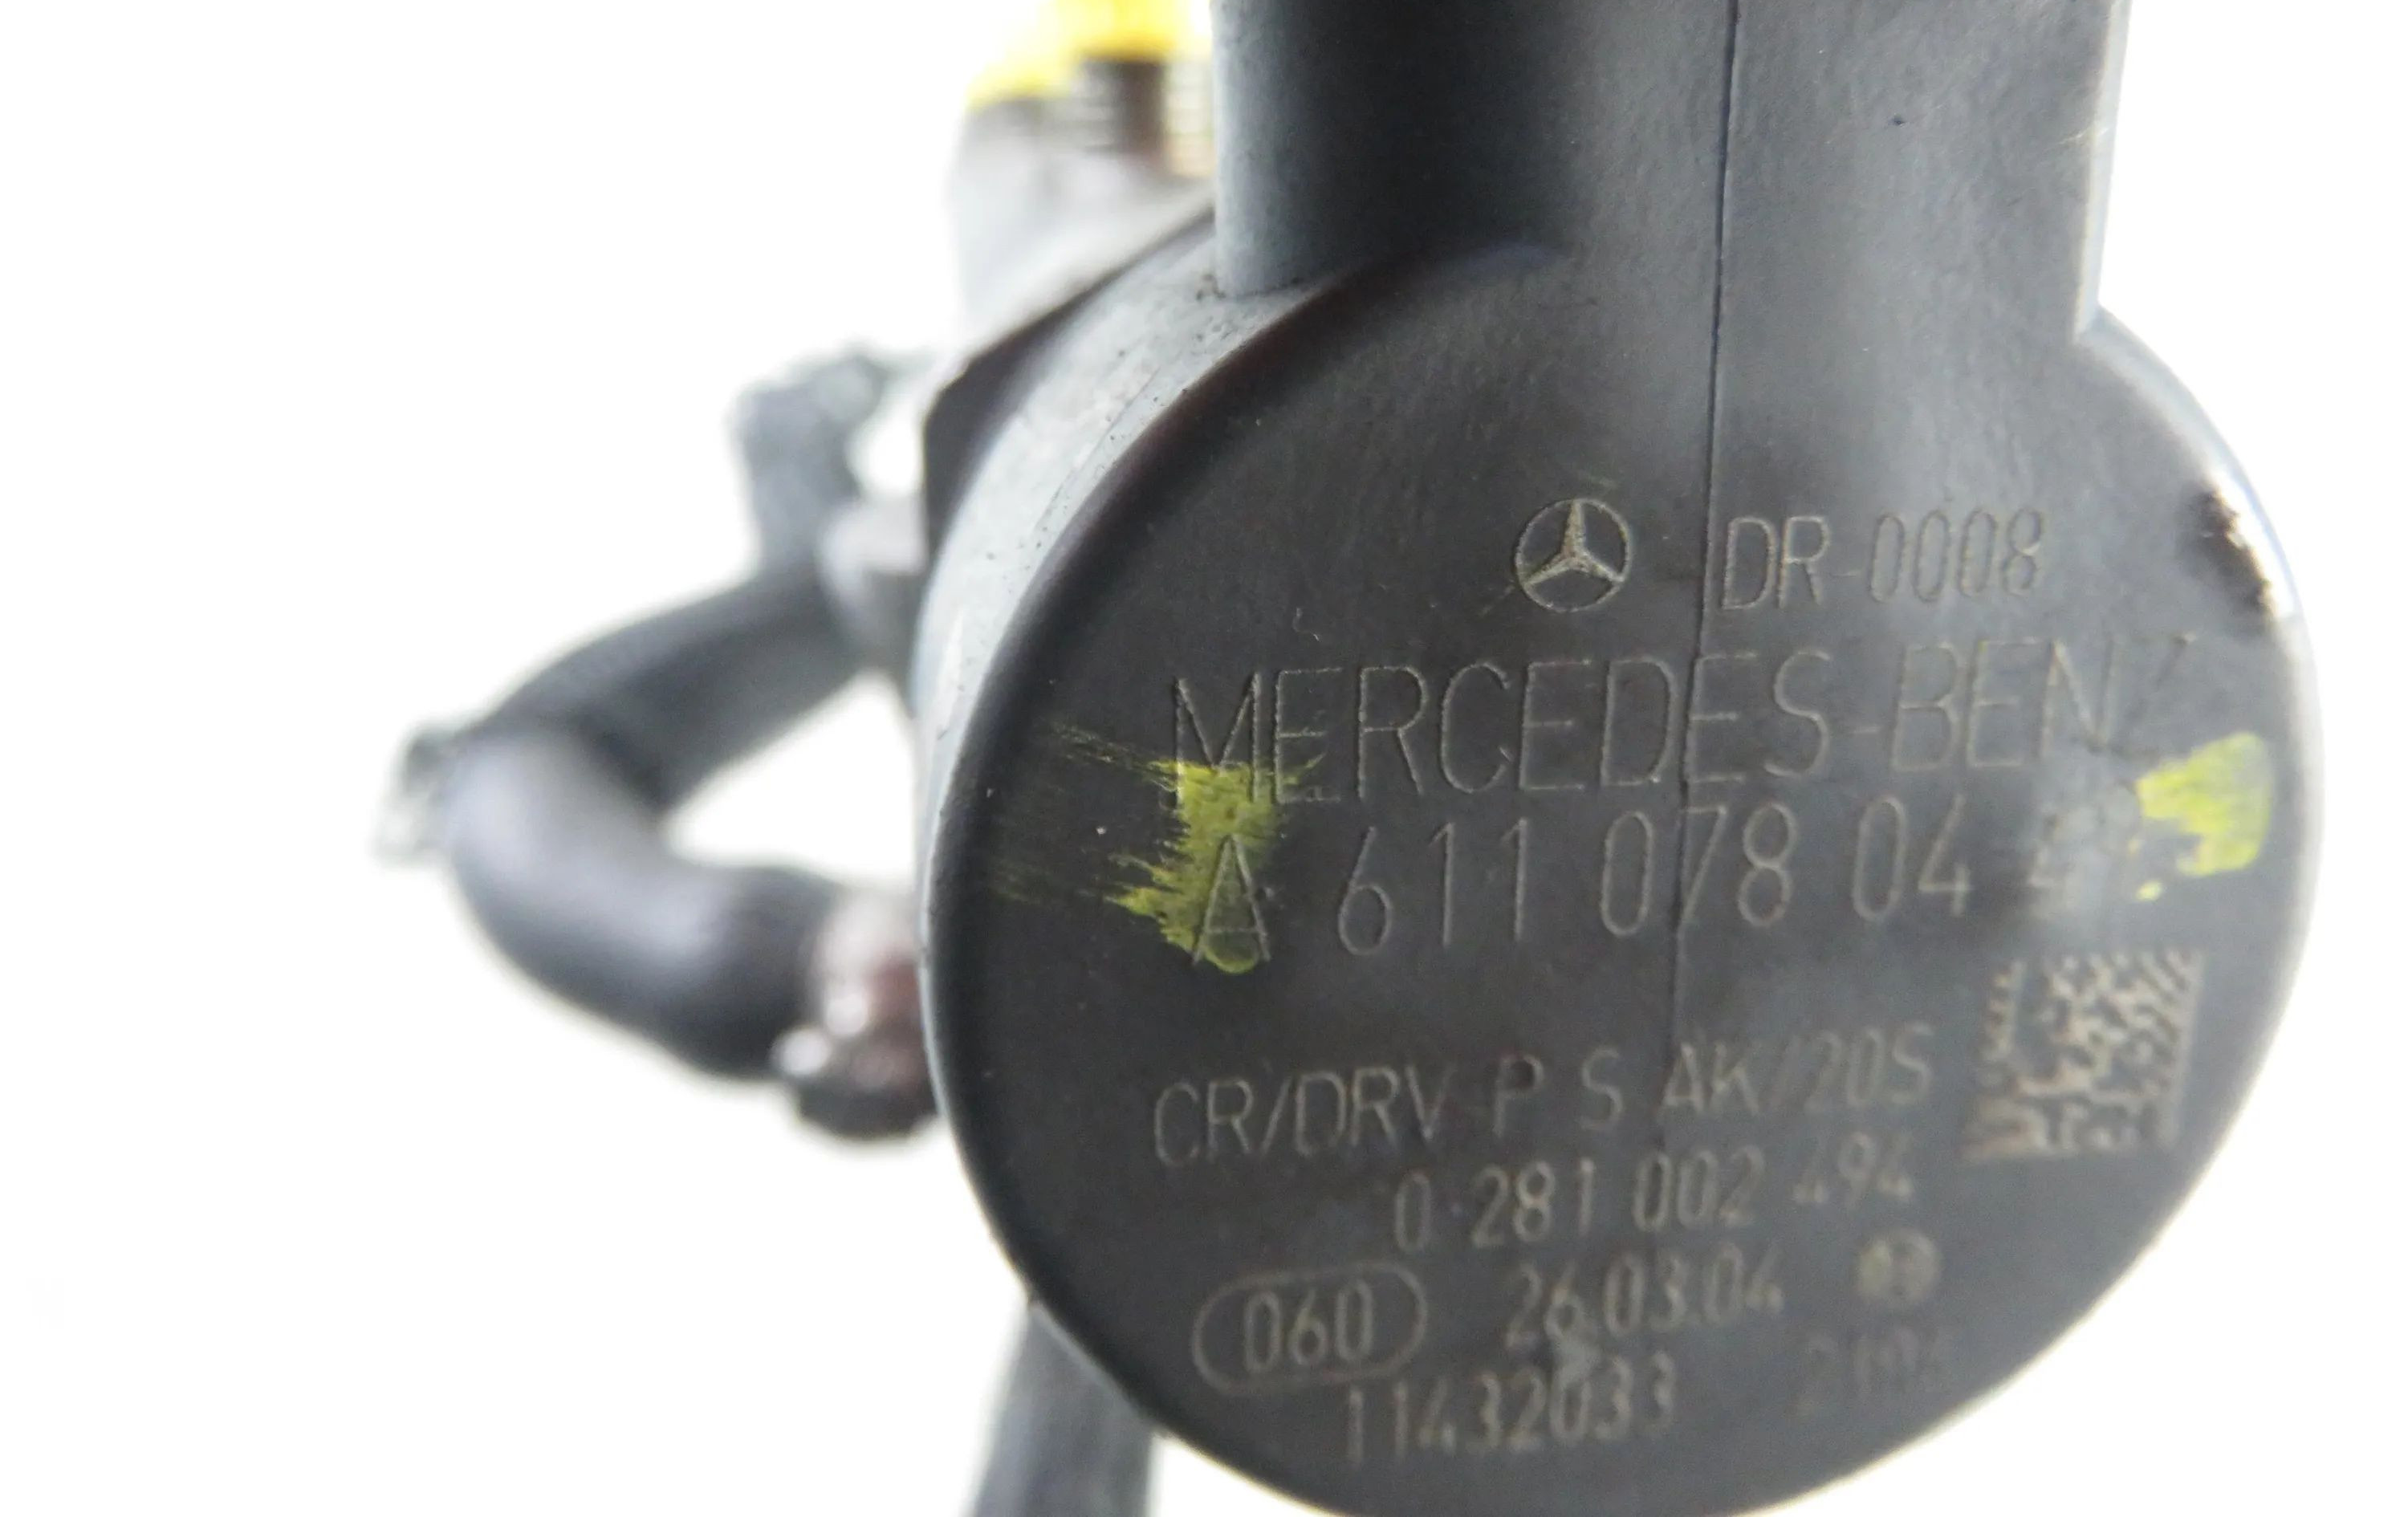 DR-0008
MERCEDES-BENZ
A 611 078 04
CR/DRV-P S AK/20S
0 281 002 494
060 26.03.04
11432033